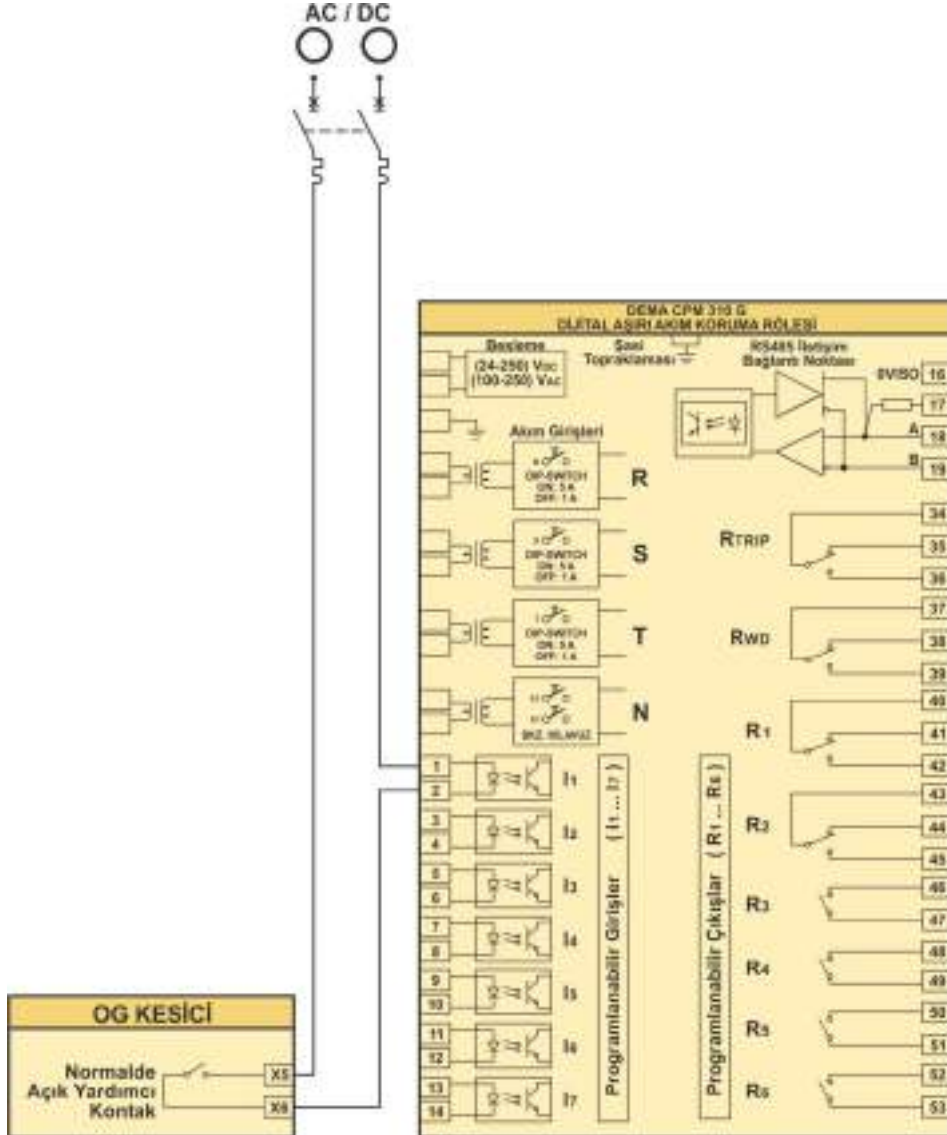 AC / DC
DEMA CPM 310 G
DİJİTAL AŞIRI AKIM KORUMA RÖLESİ
Besleme
(24-250) VDC
(100-250) VAC
Şasi
Topraklaması
RS485 İletişim
Bağlantı Noktası
0VISO 16
17
A 18
B 19
Akım Girişleri
DIP-SWITCH
ON: 5 A
OFF: 1 A
R
DIP-SWITCH
ON: 5 A
OFF: 1 A
S
DIP-SWITCH
ON: 5 A
OFF: 1 A
T
BKZ. KILAVUZ
N
RTRIP
34
35
36
RWD
37
38
39
R1
40
41
42
R2
43
44
45
R3
46
47
R4
48
49
R5
50
51
R6
52
53
1
2
I1
3
4
I2
5
6
I3
7
8
I4
9
10
I5
11
12
I6
13
14
I7
Programlanabilir Girişler ( I1 ... I7 )
Programlanabilir Çıkışlar ( R1 ... R6 )
OG KESİCİ
Normalde
Açık Yardımcı
Kontak
X5
X6